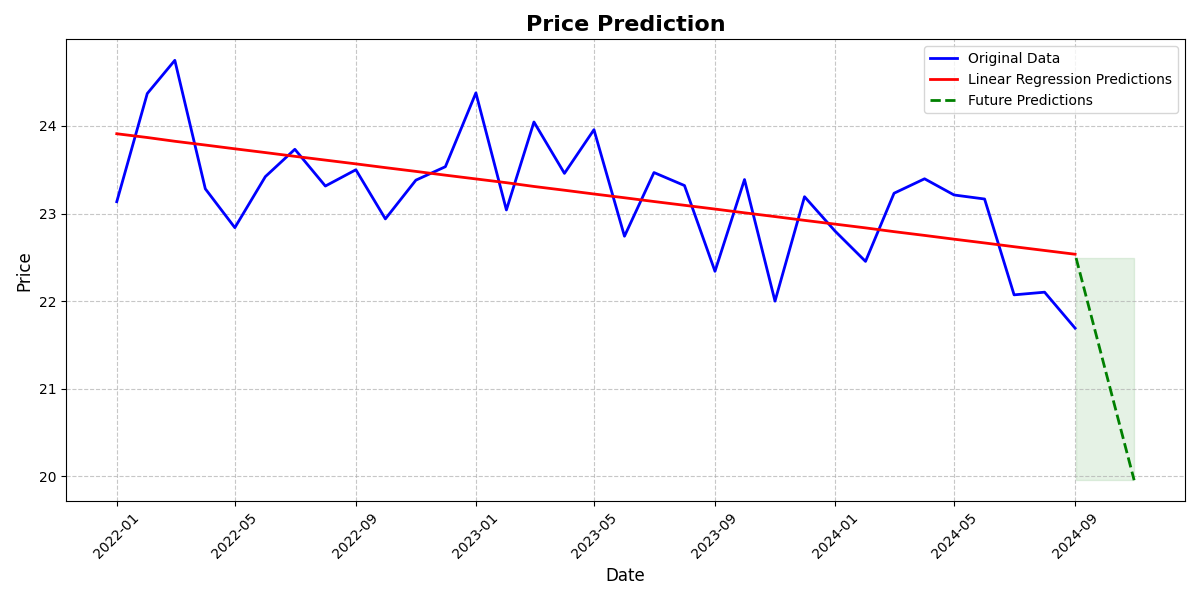 Price Prediction
Original Data
Linear Regression Predictions
Future Predictions
Price
24
23
22
21
20
2022-01
2022-05
2022-09
2023-01
2023-05
2023-09
2024-01
2024-05
2024-09
Date